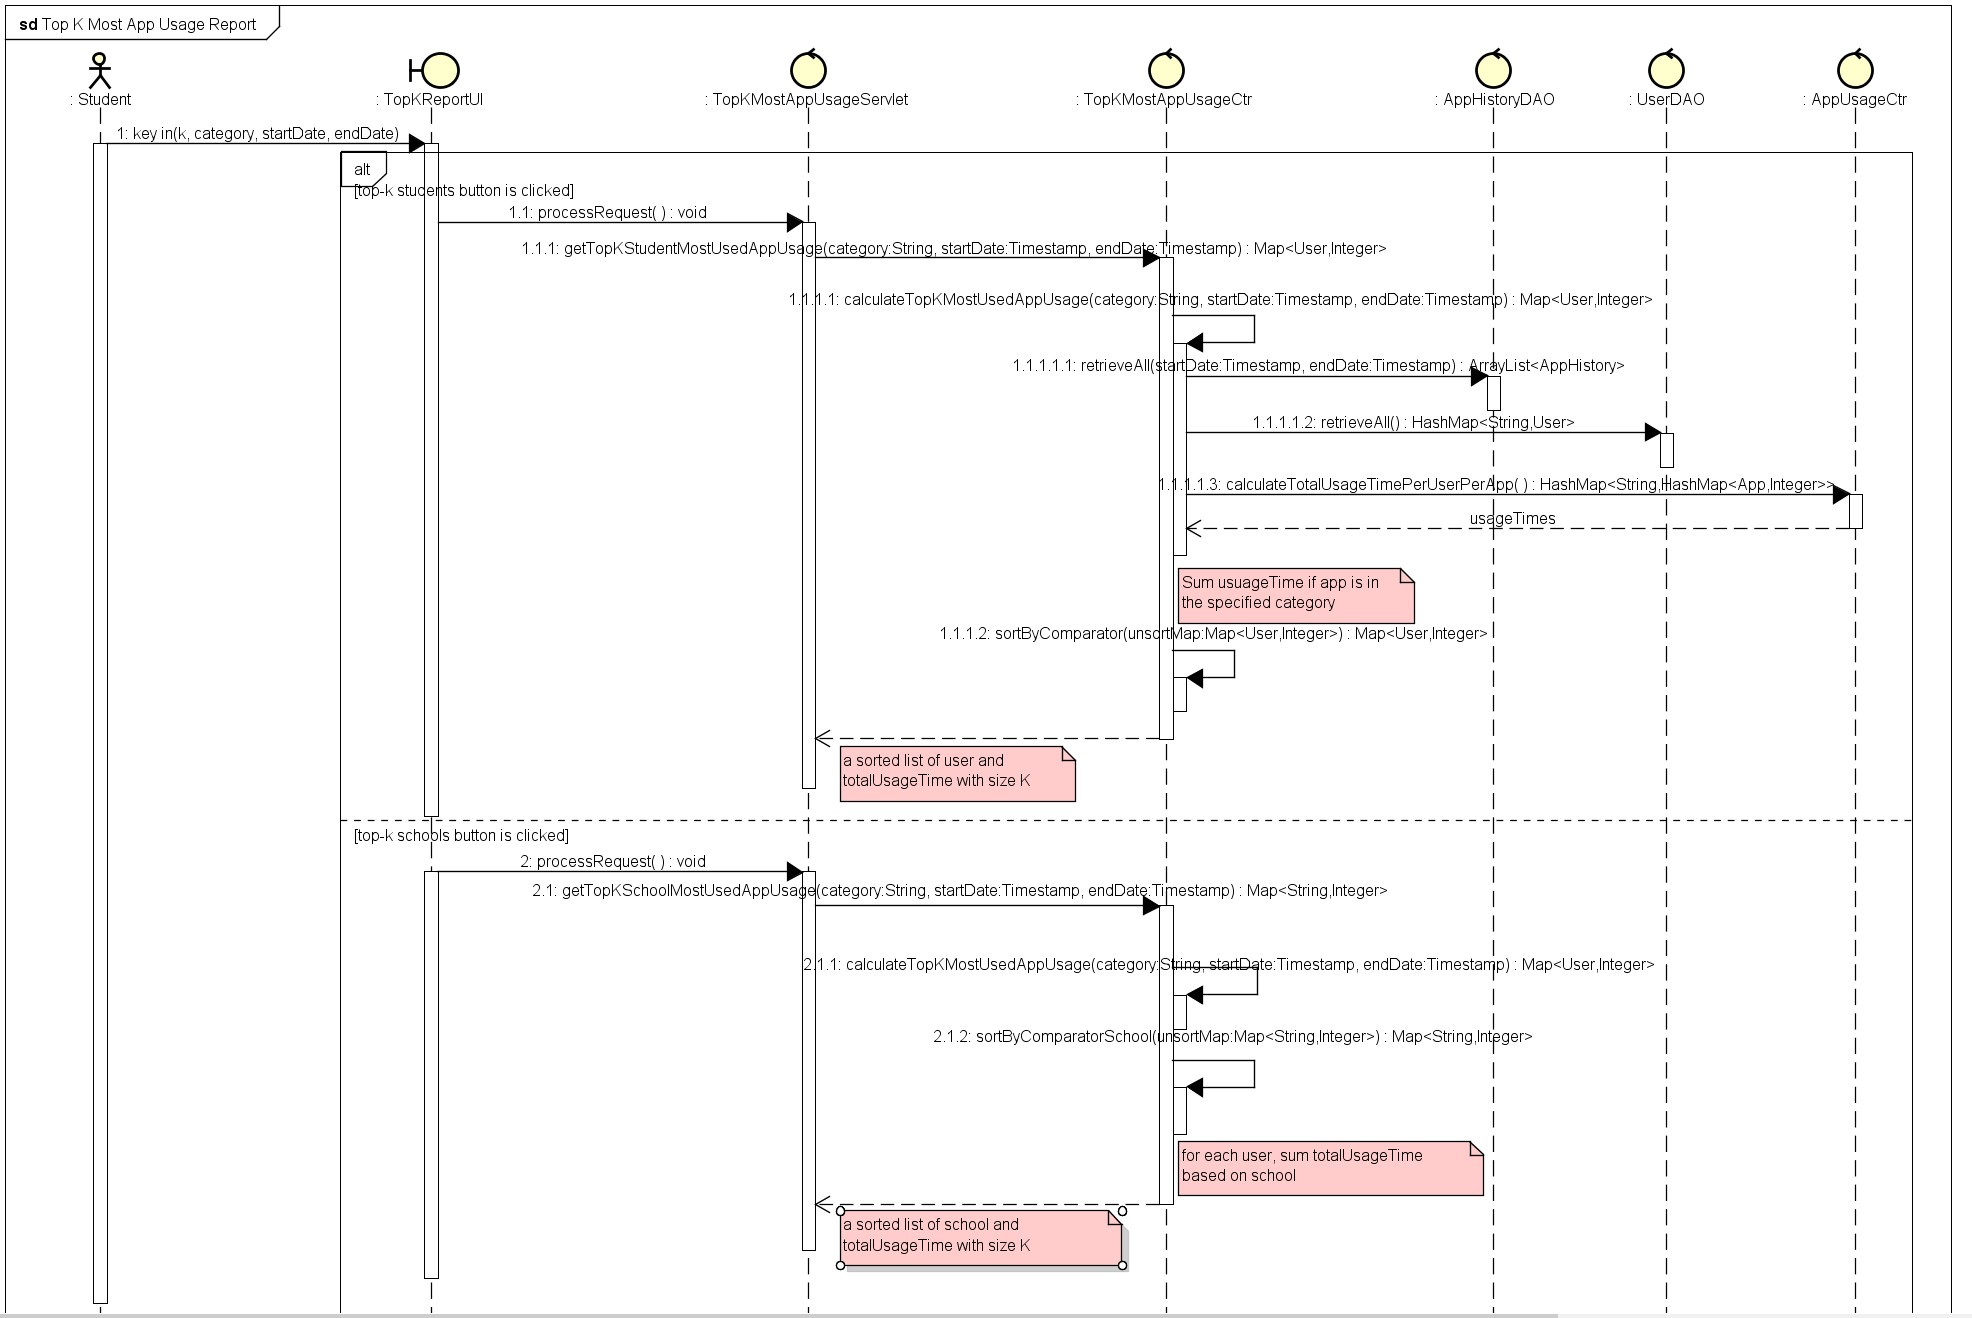 sd Top K Most App Usage Report
: Student
: TopKReportUI
: TopKMostAppUsageServlet
: TopKMostAppUsageCtr
: AppHistoryDAO
: UserDAO
: AppUsageCtr
1: key in(k, category, startDate, endDate)
alt
[top-k students button is clicked]
1.1: processRequest( ) : void
1.1.1: getTopKStudentMostUsedAppUsage(category:String, startDate:Timestamp, endDate:Timestamp) : Map<User,Integer>
1.1.1.1: calculateTopKMostUsedAppUsage(category:String, startDate:Timestamp, endDate:Timestamp) : Map<User,Integer>
1.1.1.1.1: retrieveAll(startDate:Timestamp, endDate:Timestamp) : ArrayList<AppHistory>
1.1.1.1.2: retrieveAll() : HashMap<String,User>
1.1.1.1.3: calculateTotalUsageTimePerUserPerApp( ) : HashMap<String,HashMap<App,Integer>>
usageTimes
Sum usuageTime if app is in
the specified category
1.1.1.2: sortByComparator(unsortMap:Map<User,Integer>) : Map<User,Integer>
a sorted list of user and
totalUsageTime with size K
[top-k schools button is clicked]
2: processRequest( ) : void
2.1: getTopKSchoolMostUsedAppUsage(category:String, startDate:Timestamp, endDate:Timestamp) : Map<String,Integer>
2.1.1: calculateTopKMostUsedAppUsage(category:String, startDate:Timestamp, endDate:Timestamp) : Map<User,Integer>
2.1.2: sortByComparatorSchool(unsortMap:Map<String,Integer>) : Map<String,Integer>
for each user, sum totalUsageTime
based on school
a sorted list of school and
totalUsageTime with size K